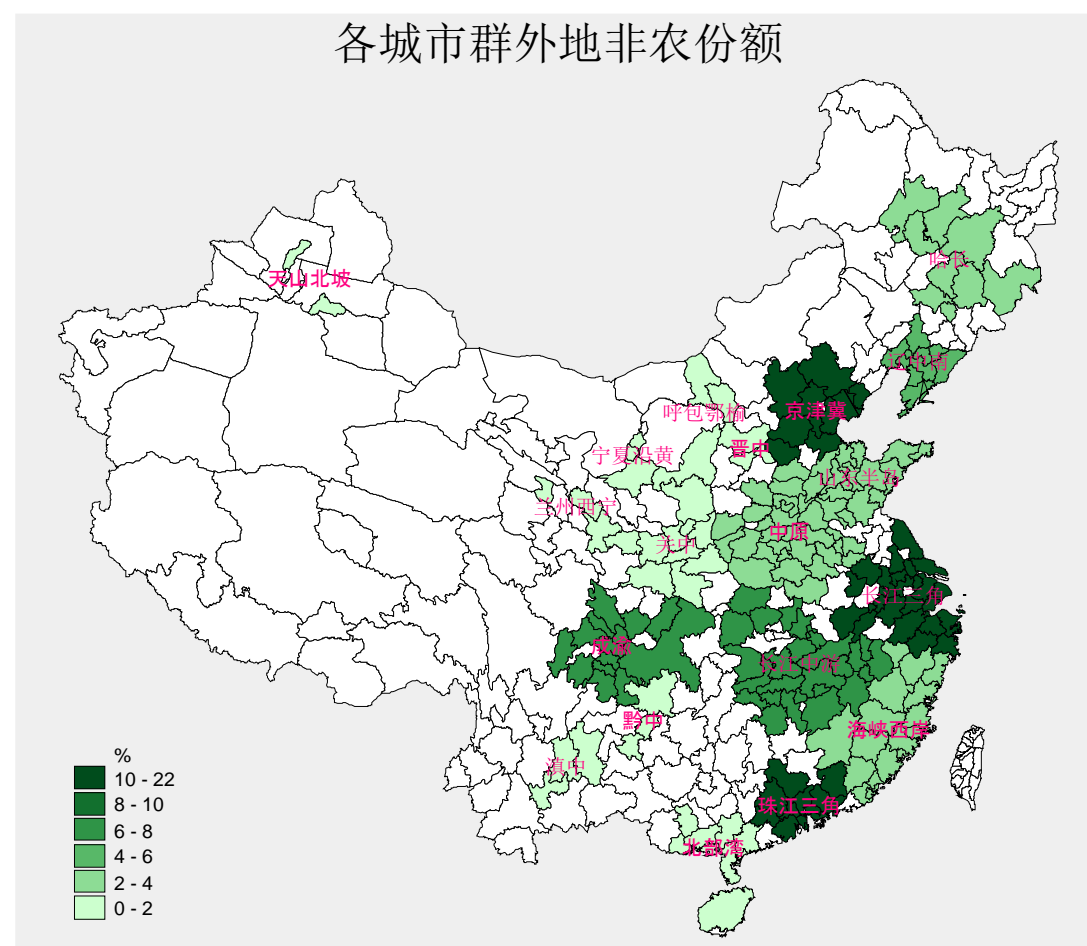 各城市群外地非农份额
哈长
天山北坡
辽中南
呼包鄂榆
京津冀
晋中
宁夏沿黄
山东半岛
兰州西宁
中原
关中
长江三角
成渝
长江中游
黔中
海峡西岸
滇中
珠江三角
北部湾
%
10 - 22
8 - 10
6 - 8
4 - 6
2 - 4
0 - 2